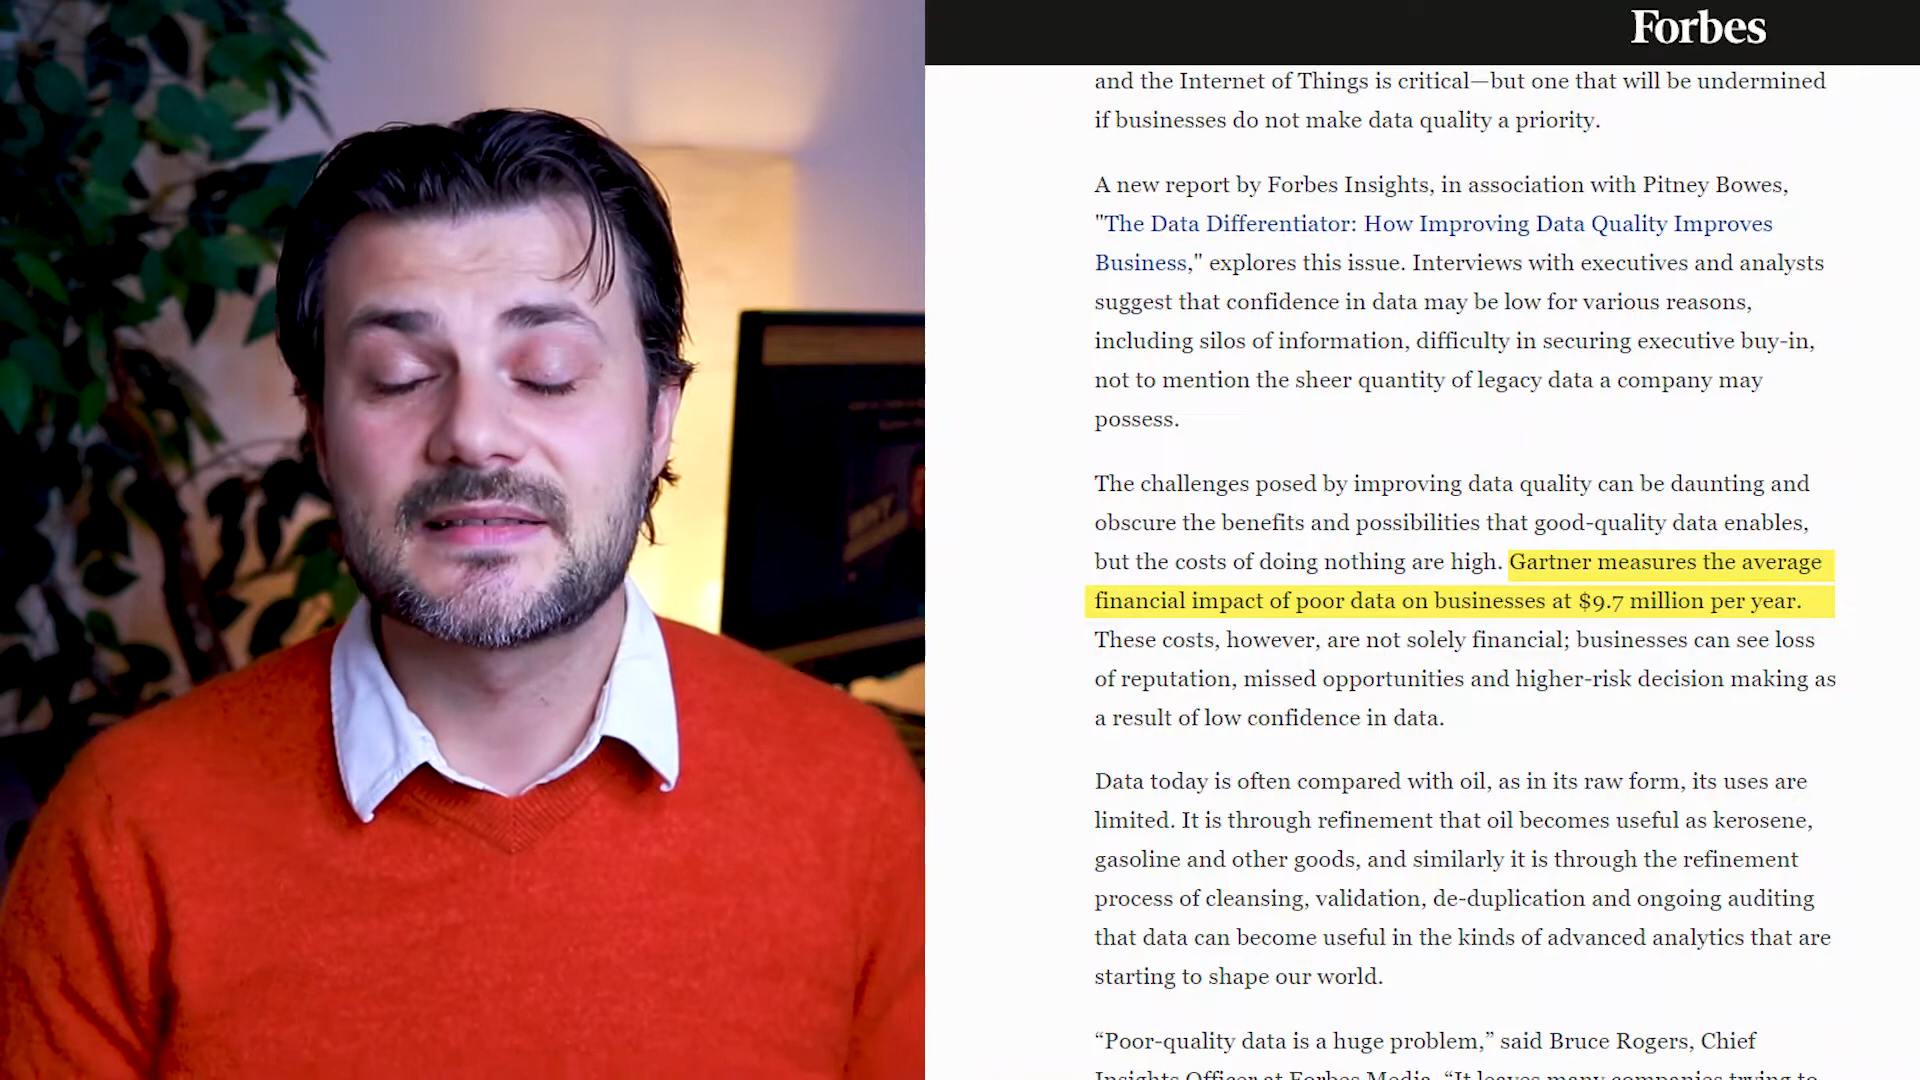 Forbes
and the Internet of Things is critical—but one that will be undermined
if businesses do not make data quality a priority.
A new report by Forbes Insights, in association with Pitney Bowes,
"The Data Differentiator: How Improving Data Quality Improves
Business," explores this issue. Interviews with executives and analysts
suggest that confidence in data may be low for various reasons,
including silos of information, difficulty in securing executive buy-in,
not to mention the sheer quantity of legacy data a company may
possess.
The challenges posed by improving data quality can be daunting and
obscure the benefits and possibilities that good-quality data enables,
but the costs of doing nothing are high. Gartner measures the average
financial impact of poor data on businesses at $9.7 million per year.
These costs, however, are not solely financial; businesses can see loss
of reputation, missed opportunities and higher-risk decision making as
a result of low confidence in data.
Data today is often compared with oil, as in its raw form, its uses are
limited. It is through refinement that oil becomes useful as kerosene,
gasoline and other goods, and similarly it is through the refinement
process of cleansing, validation, de-duplication and ongoing auditing
that data can become useful in the kinds of advanced analytics that are
starting to shape our world.
“Poor-quality data is a huge problem,” said Bruce Rogers, Chief
Insights Officer at Forbes Media. “It leaves many companies trying to